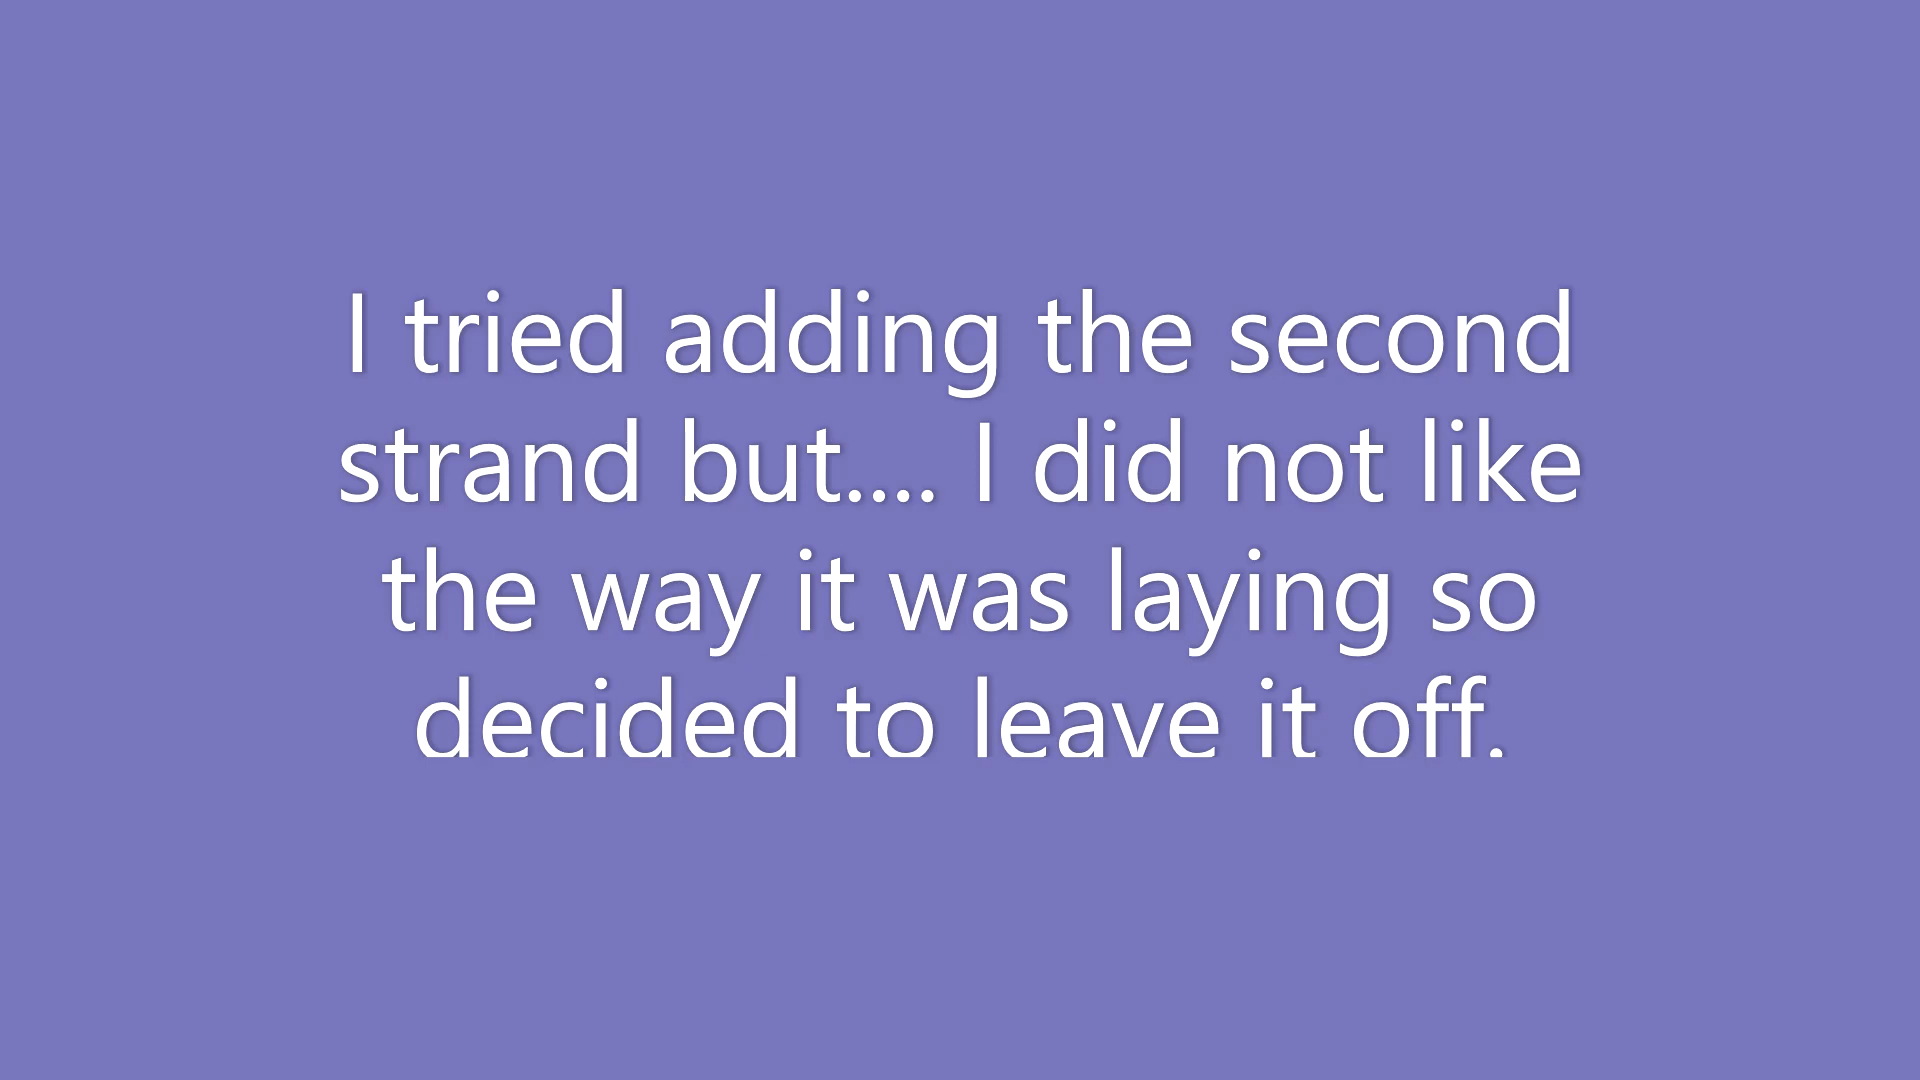 I tried adding the second
strand but.... I did not like
the way it was laying so
decided to leave it off.